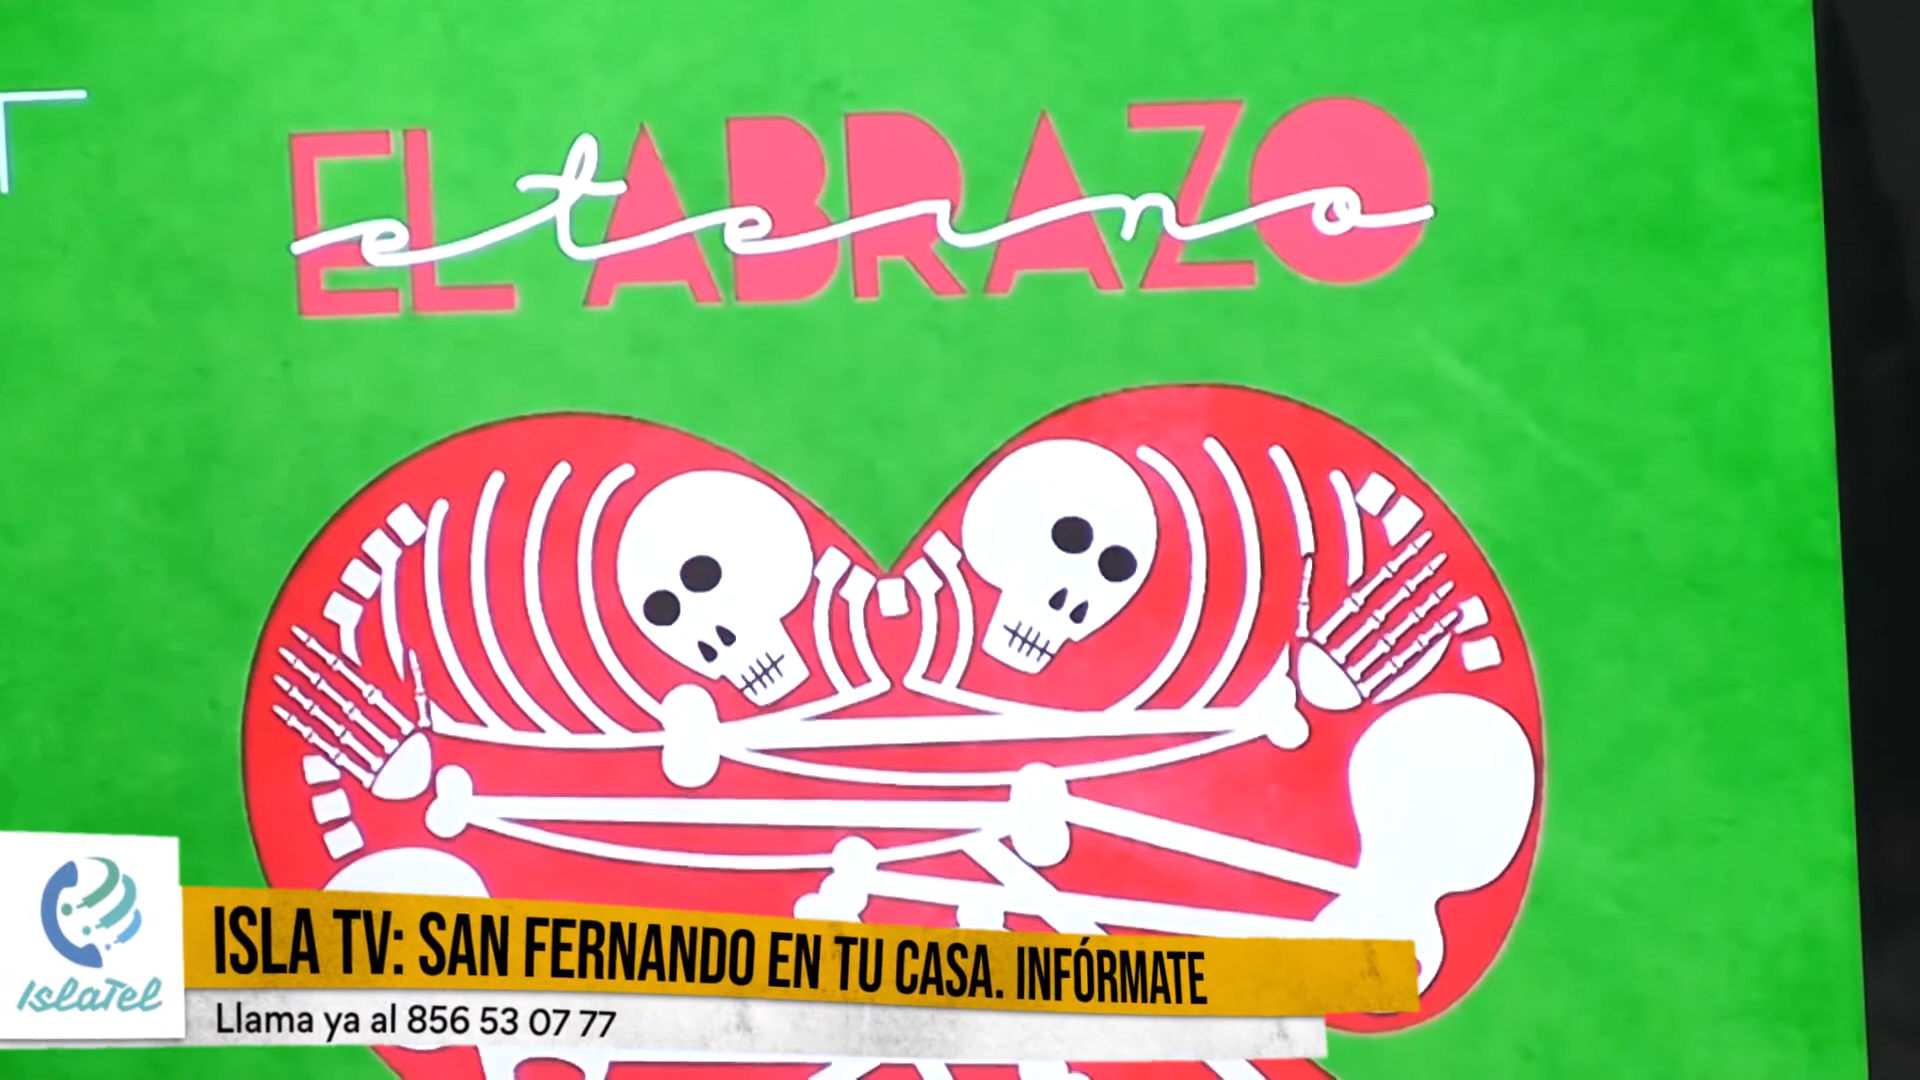 T
EL ABRAZO
eterno
ISLA TV: SAN FERNANDO EN TU CASA. INFÓRMATE
Llama ya al 856 53 07 77
IslaTel